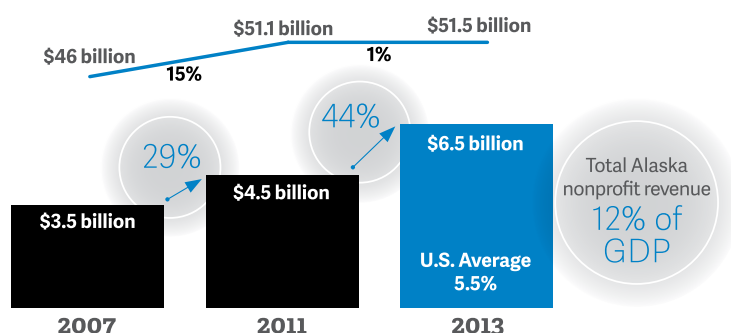 $46 billion
15%
$51.1 billion
1%
$51.5 billion
29%
44%
$3.5 billion
$4.5 billion
$6.5 billion
U.S. Average
5.5%
Total Alaska
nonprofit revenue
12% of
GDP
2007
2011
2013